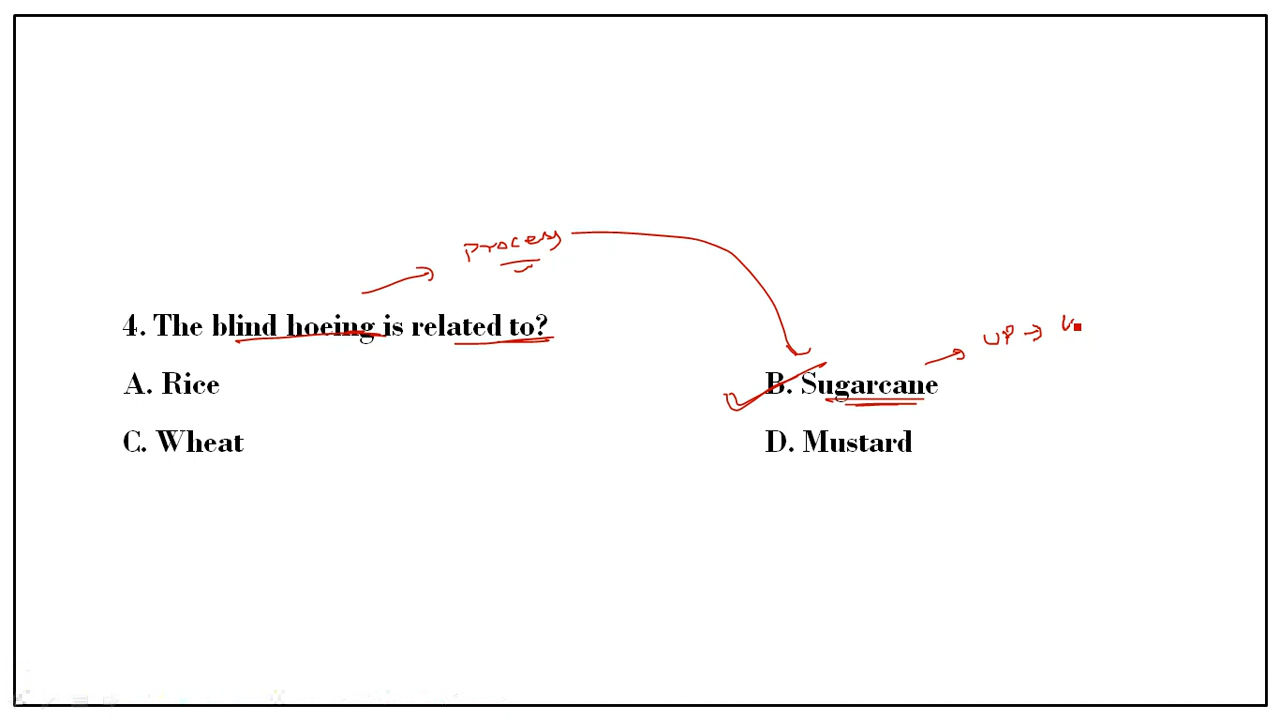 Process
4. The blind hoeing is related to?
UP →
A. Rice
B. Sugarcane
C. Wheat
D. Mustard